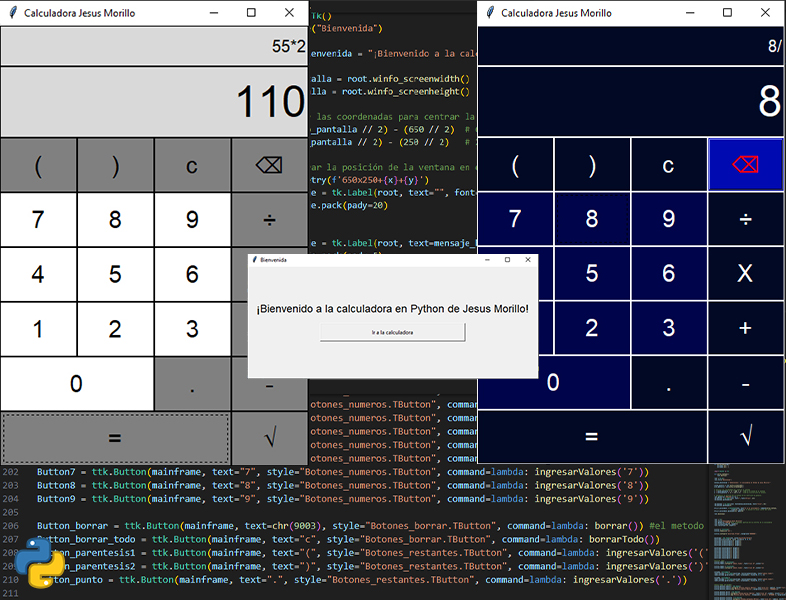 Calculadora Jesus Morillo
55*2
110
( ) c ⌫
7 8 9 ÷
4 5 6
1 2 3
0 . -
= √
Tk()
("Bienvenida")
envenida = "¡Bienvenido a la calc
alla = root.winfo_screenwidth()
lla = root.winfo_screenheight()
las coordenadas para centrar la
_pantalla // 2) - (650 // 2) #
pantalla // 2) - (250 // 2) #
ar la posición de la ventana en
try(f'650x250+{x}+{y}')
e = tk.Label(root, text="", font=
e.pack(pady=20)
e = tk.Label(root, text=mensaje_
Calculadora Jesus Morillo
8/
8
( ) c ⌫
7 8 9 ÷
5 6 X
2 3 +
0 . -
= √
Bienvenida
¡Bienvenido a la calculadora en Python de Jesus Morillo!
Ir a la calculadora
otones_numeros.TButton", comman
otones_numeros.TButton", comman
otones_numeros.TButton", comman
otones_numeros.TButton", comman
otones_numeros.TButton", comman
202 Button7 = ttk.Button(mainframe, text="7", style="Botones_numeros.TButton", command=lambda: ingresarValores('7'))
203 Button8 = ttk.Button(mainframe, text="8", style="Botones_numeros.TButton", command=lambda: ingresarValores('8'))
204 Button9 = ttk.Button(mainframe, text="9", style="Botones_numeros.TButton", command=lambda: ingresarValores('9'))
205
206 Button_borrar = ttk.Button(mainframe, text=chr(9003), style="Botones_borrar.TButton", command=lambda: borrar()) #el metodo
207 Button_borrar_todo = ttk.Button(mainframe, text="c", style="Botones_borrar.TButton", command=lambda: borrarTodo())
208 Button_parentesis1 = ttk.Button(mainframe, text="(", style="Botones_restantes.TButton", command=lambda: ingresarValores('('
209 Button_parentesis2 = ttk.Button(mainframe, text=")", style="Botones_restantes.TButton", command=lambda: ingresarValores(')'
210 Button_punto = ttk.Button(mainframe, text=".", style="Botones_restantes.TButton", command=lambda: ingresarValores('.'))
211